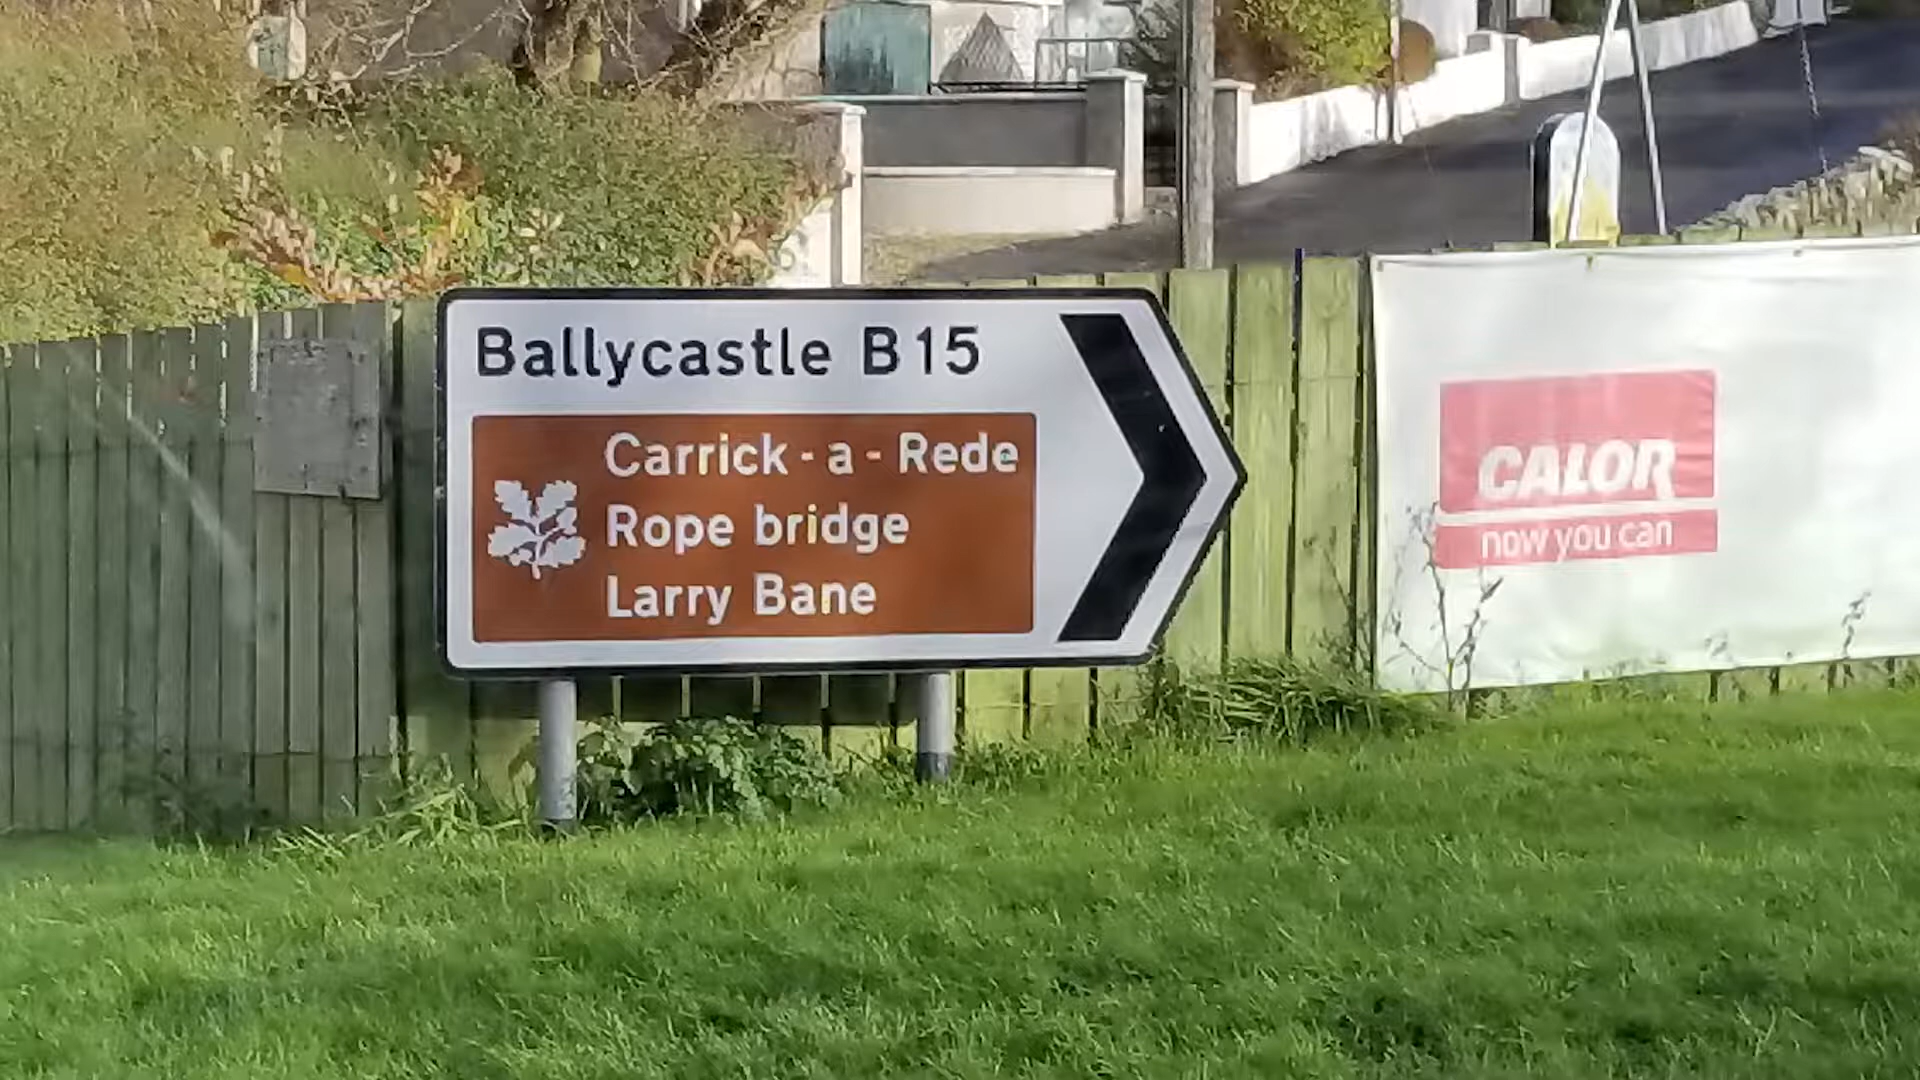 Ballycastle B15
Carrick-a-Rede
Rope bridge
Larry Bane
CALOR
now you can